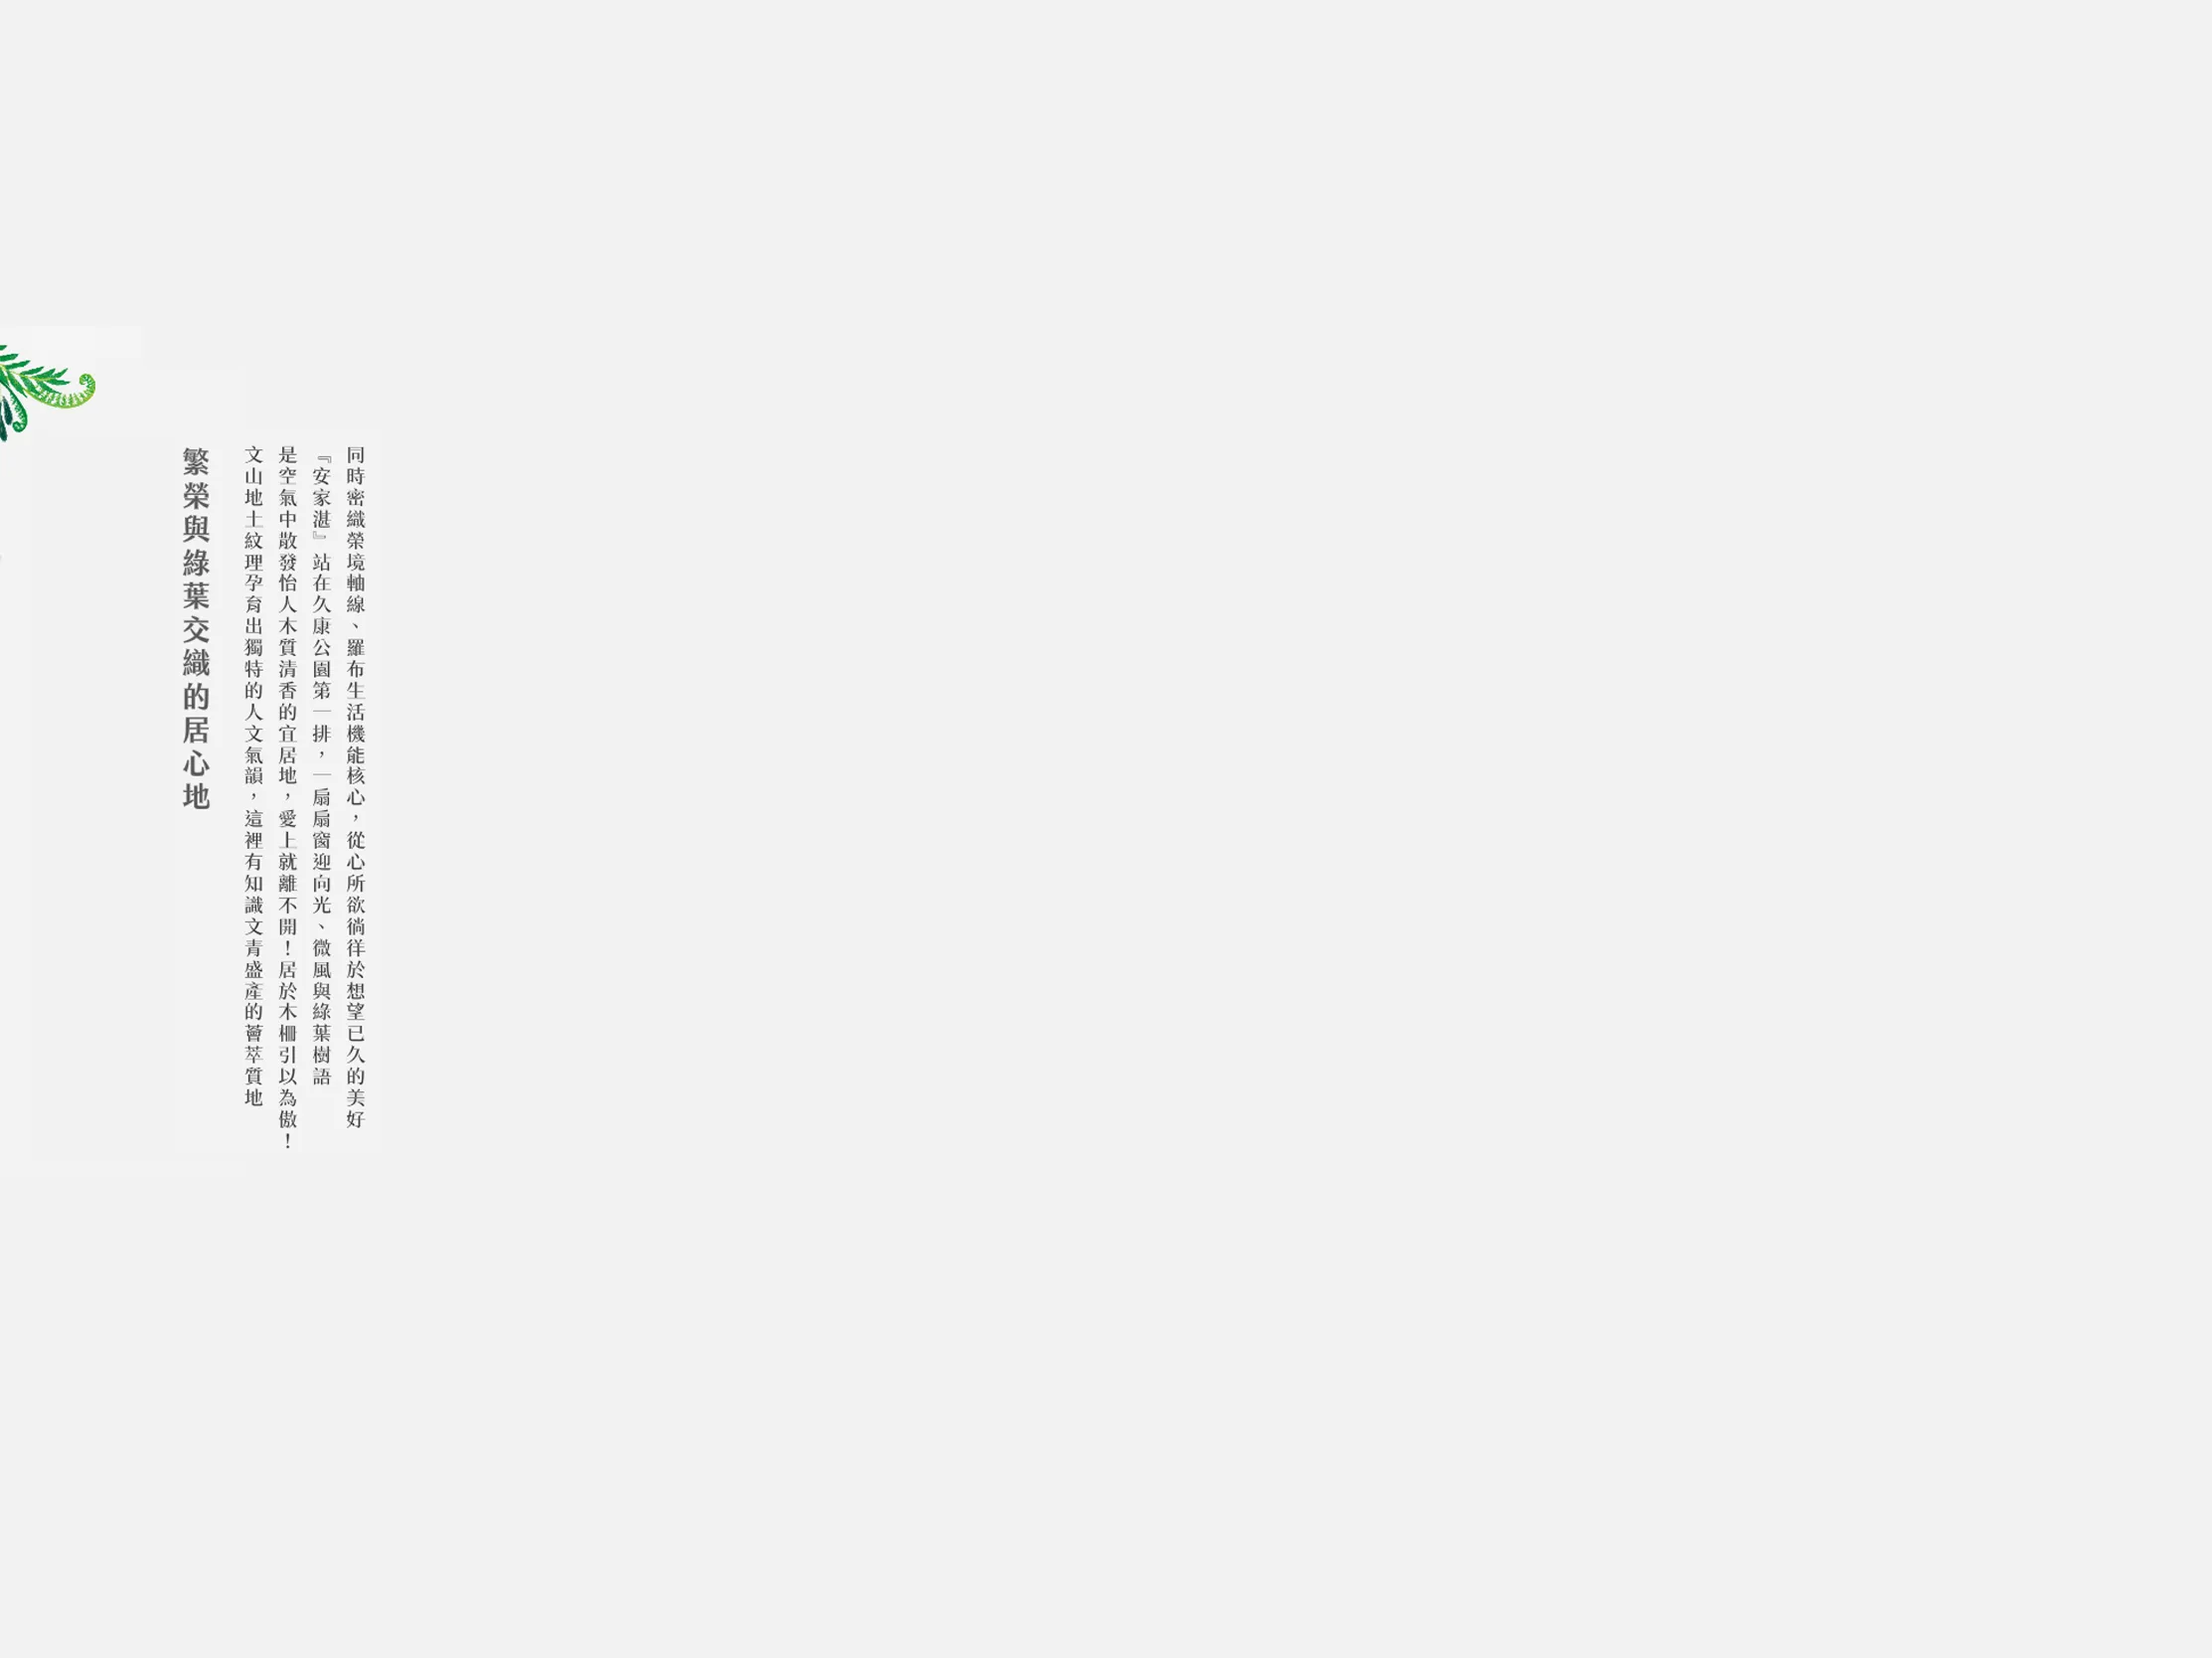 繁榮與綠葉交織的居心地
文山地土紋理孕育出獨特的人文氣韻，這裡有知識文青盛產的薈萃質地
是空氣中散發怡人木質清香的宜居地，愛上就離不開！居於木柵引以為傲！
『安家湛』站在久康公園第一排，一扇扇窗迎向光、微風與綠葉樹語
同時密織榮境軸線、羅布生活機能核心，從心所欲徜徉於想望已久的美好